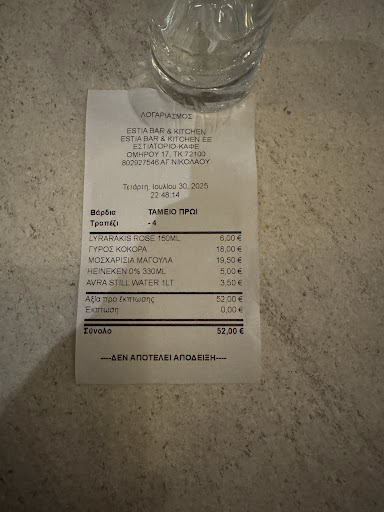 ΛΟΓΑΡΙΑΣΜΟΣ
ESTIA BAR & KITCHEN
ESTIA BAR & KITCHEN EE
ΕΣΤΙΑΤΟΡΙΟ-ΚΑΦΕ
ΟΜΗΡΟΥ 17, ΤΚ 72100
802927546 ΑΓ.ΝΙΚΟΛΑΟΥ
Τετάρτη, Ιουλίου 30, 2025
22:48:14
Βάρδια ΤΑΜΕΙΟ ΠΡΩΙ
Τραπέζι - 4
LYRARAKIS ROSE 150ML 6,00 €
ΓΥΡΟΣ ΚΟΚΟΡΑ 18,00 €
ΜΟΣΧΑΡΙΣΙΑ ΜΑΓΟΥΛΑ 19,50 €
HEINEKEN 0% 330ML 5,00 €
AVRA STILL WATER 1LT 3,50 €
Αξία προ έκπτωσης 52,00 €
Έκπτωση 0,00 €
Σύνολο 52,00 €
----ΔΕΝ ΑΠΟΤΕΛΕΙ ΑΠΟΔΕΙΞΗ----